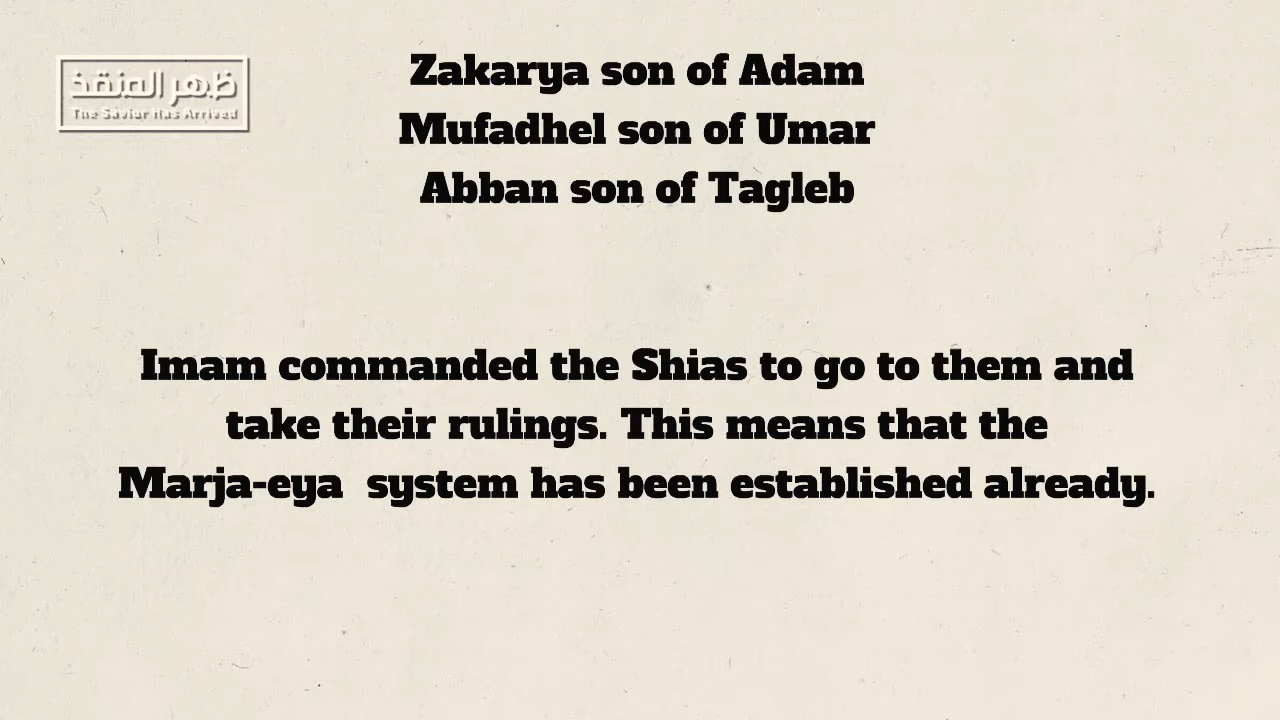 ظهر المنقذ
The Savior Has Arrived
Zakarya son of Adam
Mufadhel son of Umar
Abban son of Tagleb
Imam commanded the Shias to go to them and
take their rulings. This means that the
Marja-eya  system has been established already.